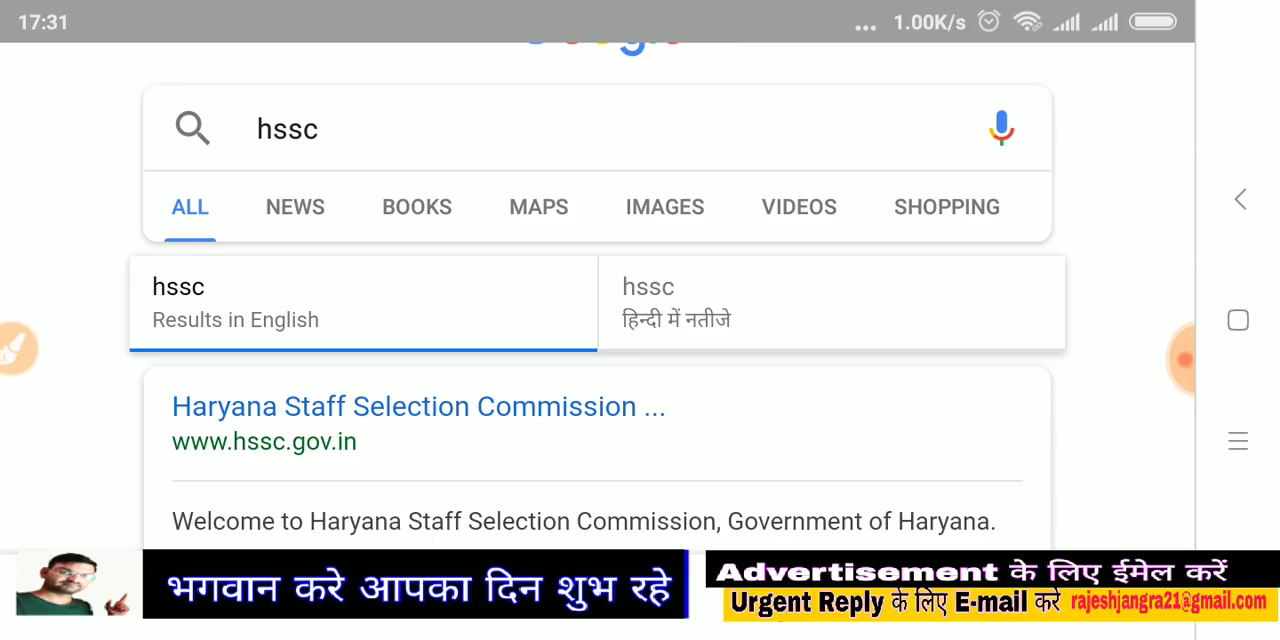 17:31 ... 1.00K/s
hssc
ALL NEWS BOOKS MAPS IMAGES VIDEOS SHOPPING
hssc
Results in English
hssc
हिन्दी में नतीजे
Haryana Staff Selection Commission ...
www.hssc.gov.in
Welcome to Haryana Staff Selection Commission, Government of Haryana.
भगवान करे आपका दिन शुभ रहे
Advertisement के लिए ईमेल करें
Urgent Reply के लिए E-mail करें rajeshjangra21@gmail.com